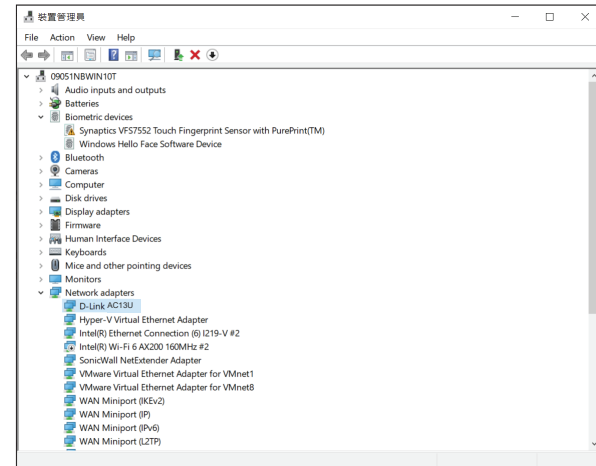 裝置管理員
File Action View Help
09051NBWIN10T
Audio inputs and outputs
Batteries
Biometric devices
Synaptics VFS7552 Touch Fingerprint Sensor with PurePrint(TM)
Windows Hello Face Software Device
Bluetooth
Cameras
Computer
Disk drives
Display adapters
Firmware
Human Interface Devices
Keyboards
Mice and other pointing devices
Monitors
Network adapters
D-Link AC13U
Hyper-V Virtual Ethernet Adapter
Intel(R) Ethernet Connection (6) I219-V #2
Intel(R) Wi-Fi 6 AX200 160MHz #2
SonicWall NetExtender Adapter
VMware Virtual Ethernet Adapter for VMnet1
VMware Virtual Ethernet Adapter for VMnet8
WAN Miniport (IKEv2)
WAN Miniport (IP)
WAN Miniport (IPv6)
WAN Miniport (L2TP)